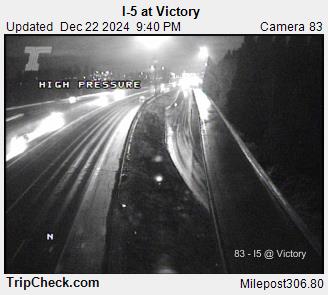 I-5 at Victory
Updated Dec 22 2024 9:40 PM Camera 83
T
HIGH PRESSURE
N
83 - I5 @ Victory
TripCheck.com Milepost306.80